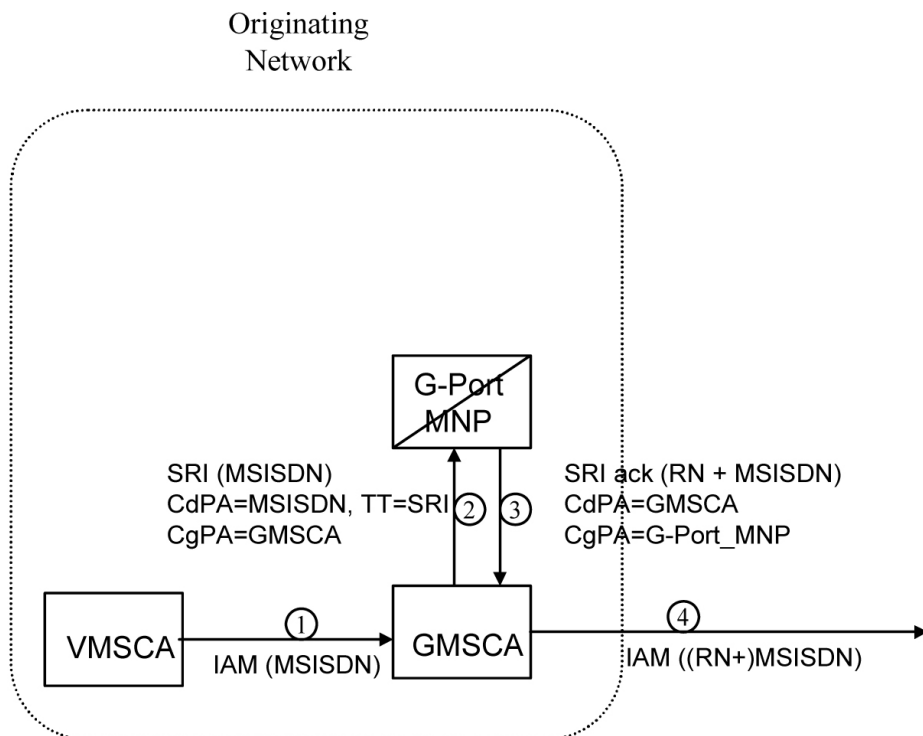 Originating
Network
G-Port
MNP
SRI (MSISDN)
CdPA=MSISDN, TT=SRI
CgPA=GMSCA
2
3
SRI ack (RN + MSISDN)
CdPA=GMSCA
CgPA=G-Port_MNP
VMSCA
1
IAM (MSISDN)
GMSCA
4
IAM ((RN+)MSISDN)